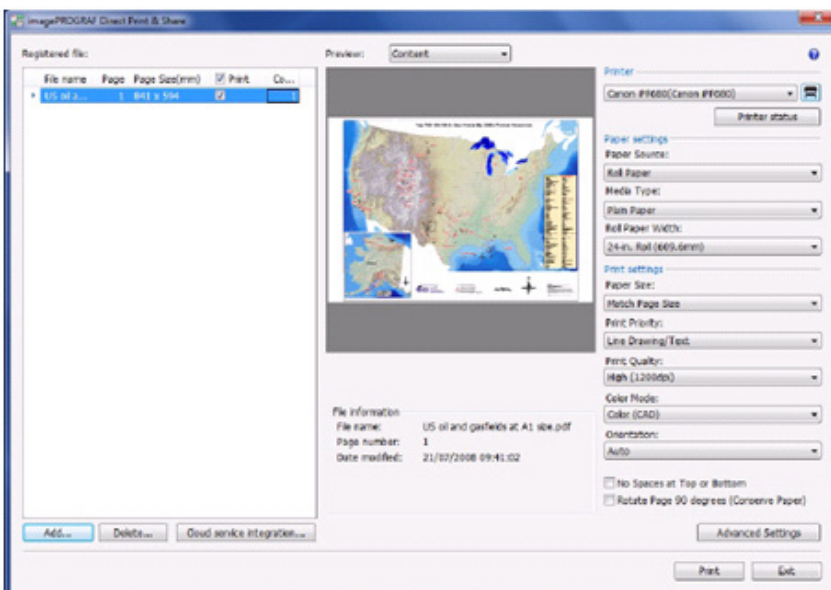 imagePROGRAF Direct Print & Share
Registered file:
File name Page Page Size(mm) Print Co...
US oil a... 1 841 x 594 1
Add... Delete... Cloud service integration...
Preview: Content
File information
File name: US oil and gasfields at A1 size.pdf
Page number: 1
Date modified: 21/07/2008 09:41:02
Printer
Canon iPF680(Canon iPF680)
Printer status
Paper settings
Paper Source:
Roll Paper
Media Type:
Plain Paper
Roll Paper Width:
24-in. Roll (609.6mm)
Print settings
Paper Size:
Match Page Size
Print Priority:
Line Drawing/Text
Print Quality:
High (1200dpi)
Color Mode:
Color (CAD)
Orientation:
Auto
No Spaces at Top or Bottom
Rotate Page 90 degrees (Conserve Paper)
Advanced Settings
Print Exit